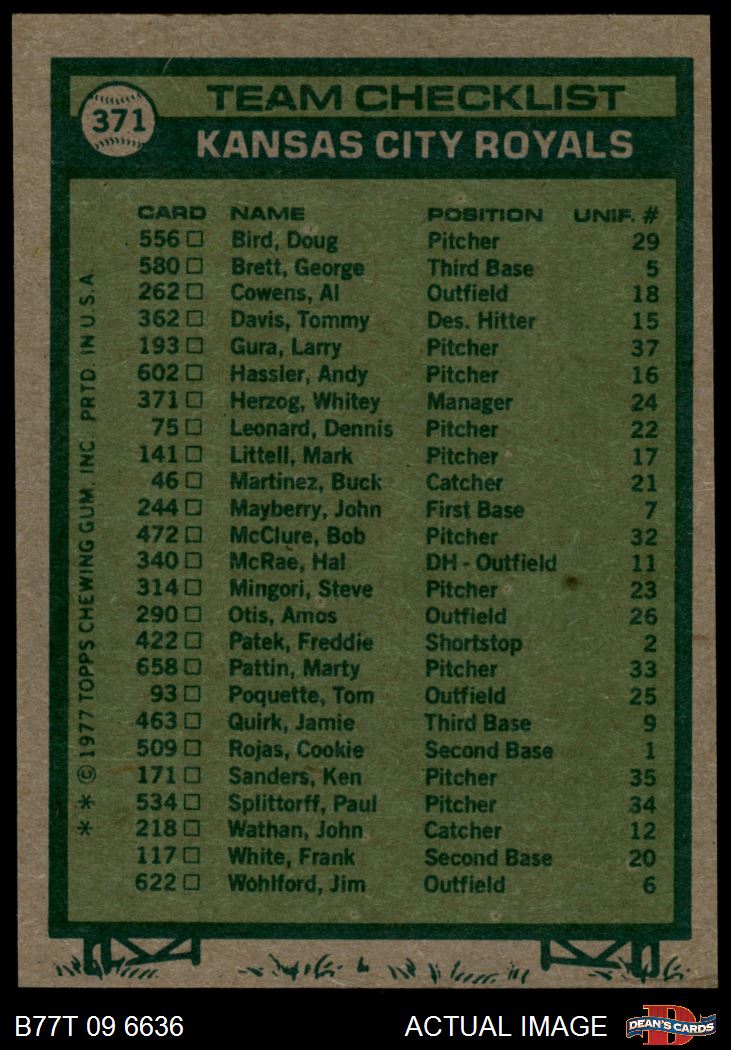 371
TEAM CHECKLIST
KANSAS CITY ROYALS
CARD NAME POSITION UNIF. #
556 Bird, Doug Pitcher 29
580 Brett, George Third Base 5
262 Cowens, Al Outfield 18
362 Davis, Tommy Des. Hitter 15
193 Gura, Larry Pitcher 37
602 Hassler, Andy Pitcher 16
371 Herzog, Whitey Manager 24
75 Leonard, Dennis Pitcher 22
141 Littell, Mark Pitcher 17
46 Martinez, Buck Catcher 21
244 Mayberry, John First Base 7
472 McClure, Bob Pitcher 32
340 McRae, Hal DH - Outfield 11
314 Mingori, Steve Pitcher 23
290 Otis, Amos Outfield 26
422 Patek, Freddie Shortstop 2
658 Pattin, Marty Pitcher 33
93 Poquette, Tom Outfield 25
463 Quirk, Jamie Third Base 9
509 Rojas, Cookie Second Base 1
171 Sanders, Ken Pitcher 35
534 Splittorff, Paul Pitcher 34
218 Wathan, John Catcher 12
117 White, Frank Second Base 20
622 Wohlford, Jim Outfield 6
* * © 1977 TOPPS CHEWING GUM, INC. PRTD. IN U.S.A.
B77T 09 6636 ACTUAL IMAGE
D
DEAN'S CARDS